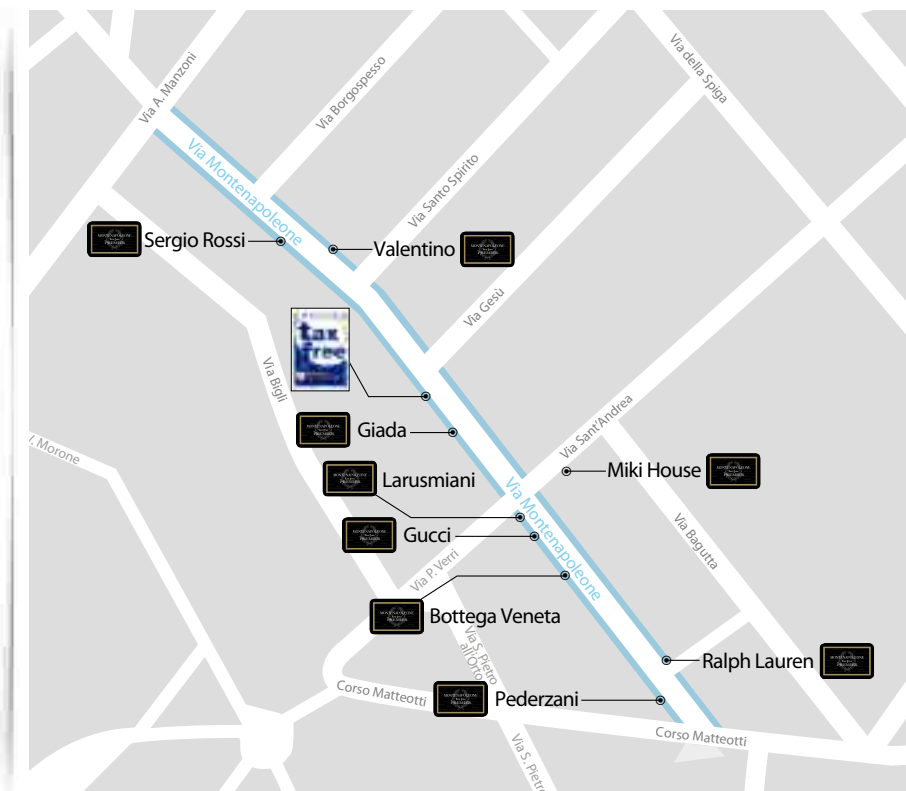 Via A. Manzoni
Via Borgospesso
Via della Spiga
Via Montenapoleone
Via Santo Spirito
Sergio Rossi
Valentino
Via Gesù
tax
free
Via Bigli
Giada
Via Sant'Andrea
Morone
Larusmiani
Miki House
Via Montenapoleone
Gucci
Via Bagutta
Via P. Verri
Bottega Veneta
Via S. Pietro
all'Orto
Ralph Lauren
Corso Matteotti
Pederzani
Corso Matteotti
Via S. Pietro